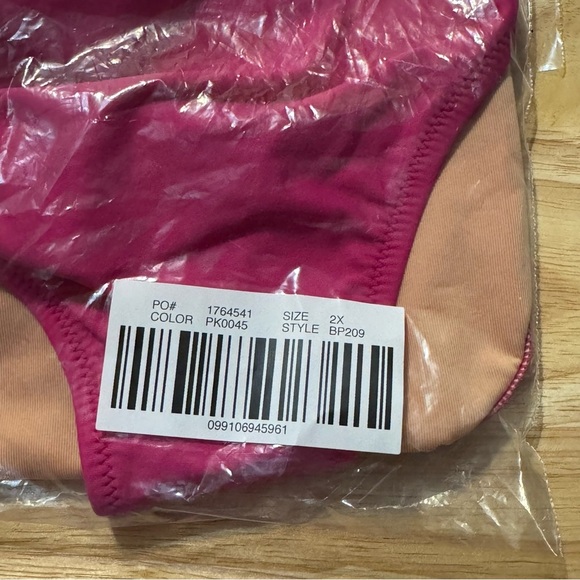 PO# 1764541 SIZE 2X
COLOR PK0045 STYLE BP209
099106945961